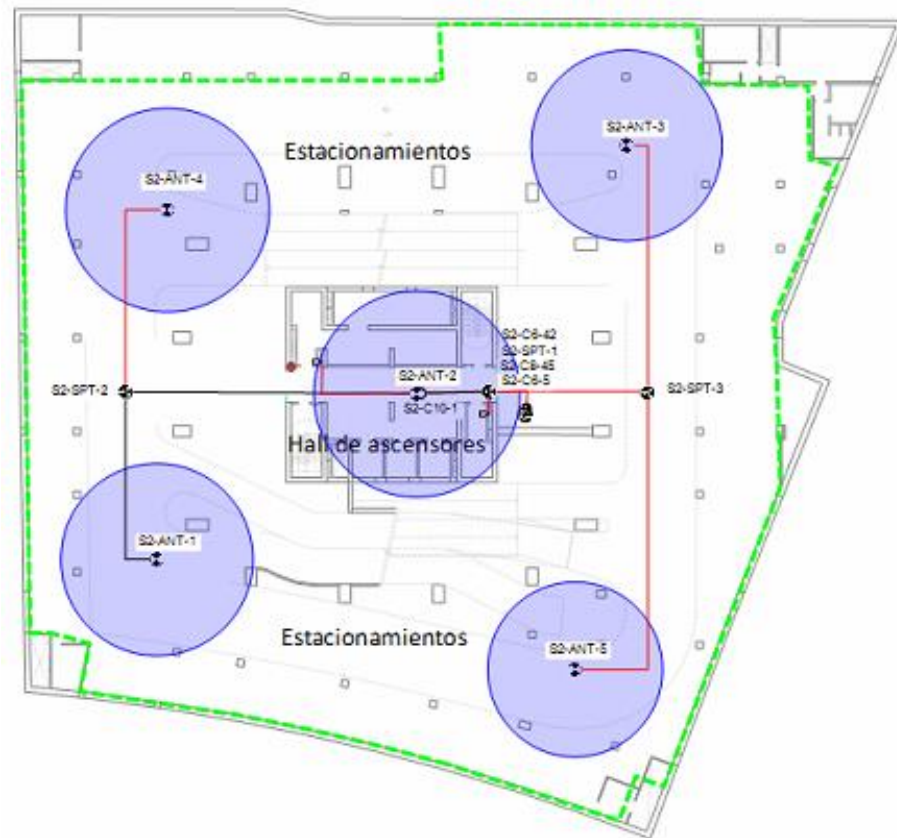 S2-ANT-3
Estacionamientos
S2-ANT-4
S2-C6-42
S2-SPT-1
S2-C8-45
S2-C6-5
S2-ANT-2
S2-SPT-2
S2-SPT-3
S2-C10-1
Hall de ascensores
S2-ANT-1
Estacionamientos
S2-ANT-5